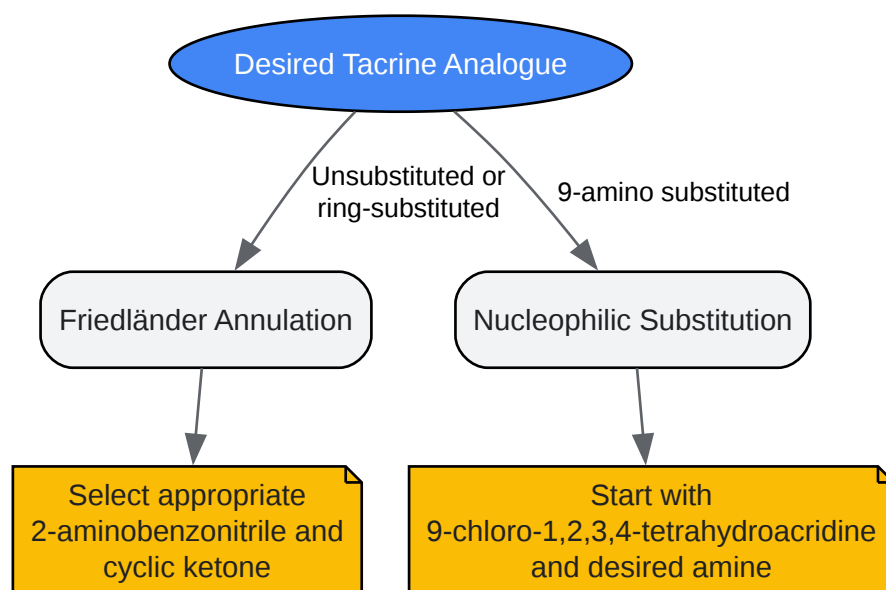 Desired Tacrine Analogue
Unsubstituted or
ring-substituted
9-amino substituted
Friedländer Annulation
Nucleophilic Substitution
Select appropriate
2-aminobenzonitrile and
cyclic ketone
Start with
9-chloro-1,2,3,4-tetrahydroacridine
and desired amine